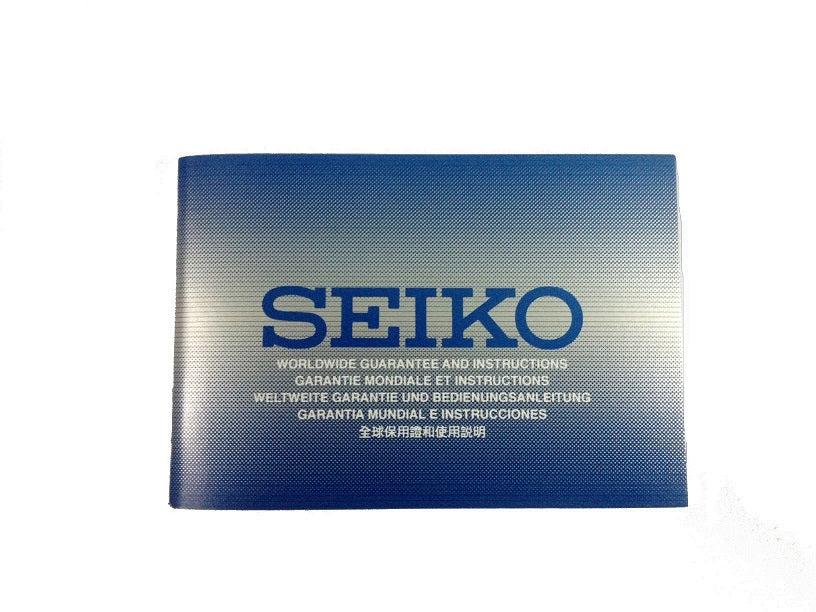 SEIKO
WORLDWIDE GUARANTEE AND INSTRUCTIONS
GARANTIE MONDIALE ET INSTRUCTIONS
WELTWEITE GARANTIE UND BEDIENUNGSANLEITUNG
GARANTIA MUNDIAL E INSTRUCCIONES
全球保用證和使用説明